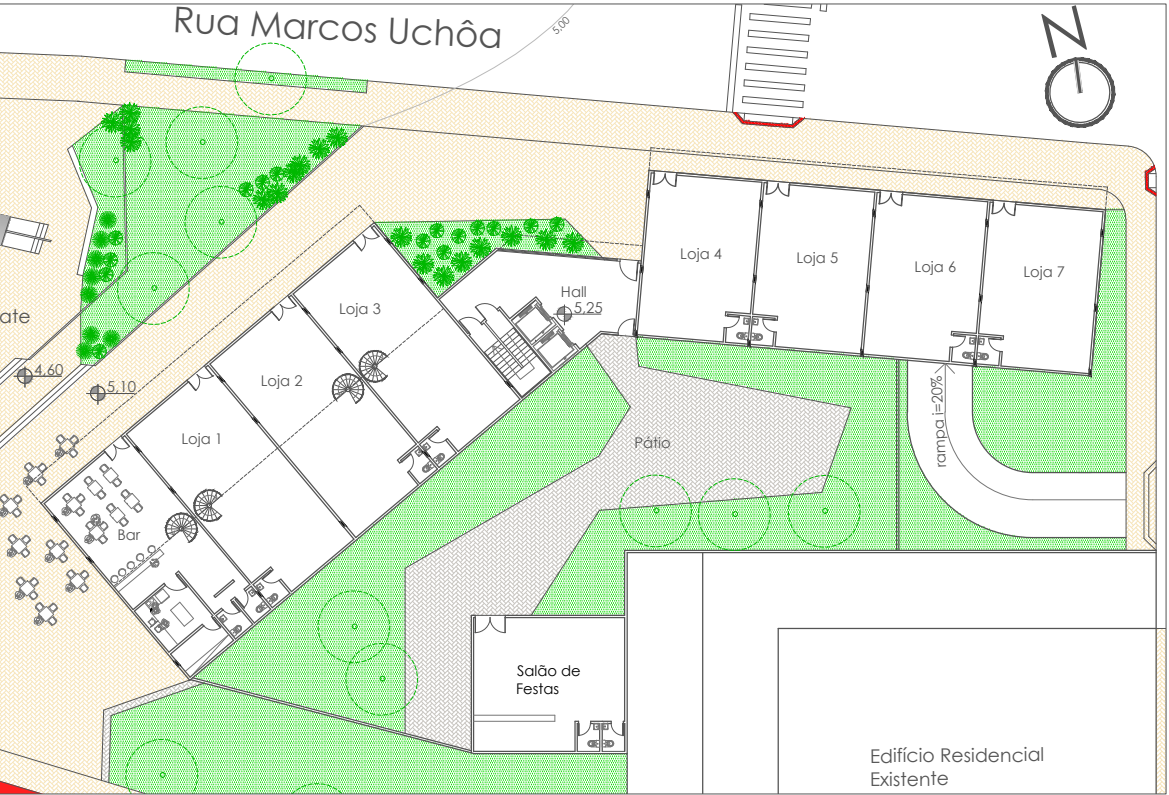 Rua Marcos Uchôa
5,00
N
Loja 4
Loja 5
Loja 6
Loja 7
Hall
5,25
Loja 3
ate
4,60
5,10
Loja 2
Loja 1
rampa i=20%
Pátio
Bar
Salão de
Festas
Edifício Residencial
Existente